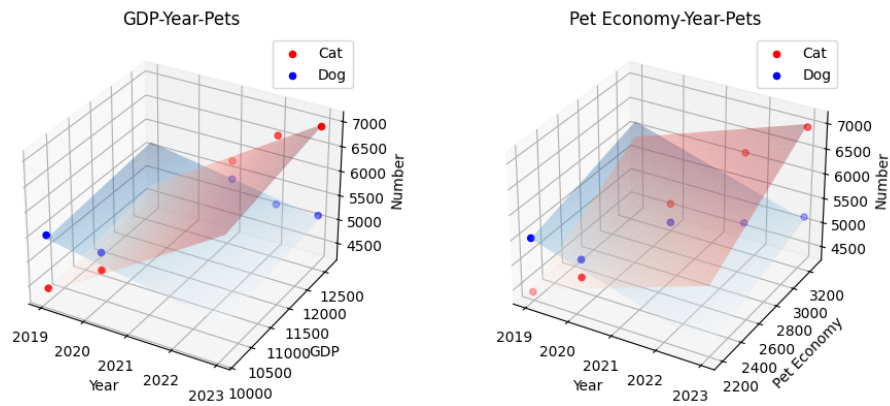 GDP-Year-Pets
Cat
Dog
7000
6500
6000
5500
5000
4500
Number
2019
2020
2021
2022
2023
Year
10000
10500
11000
11500
12000
12500
GDP
Pet Economy-Year-Pets
Cat
Dog
7000
6500
6000
5500
5000
4500
Number
2019
2020
2021
2022
2023
Year
2200
2400
2600
2800
3000
3200
Pet Economy